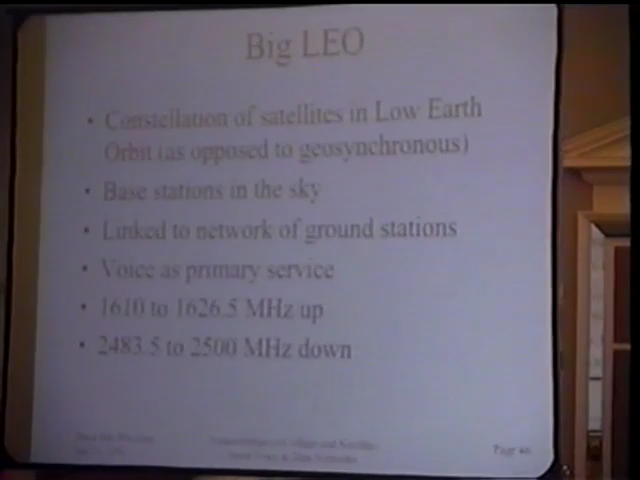 Big LEO
• Constellation of satellites in Low Earth
Orbit (as opposed to geosynchronous)
• Base stations in the sky
• Linked to network of ground stations
• Voice as primary service
• 1610 to 1626.5 MHz up
• 2483.5 to 2500 MHz down
Page